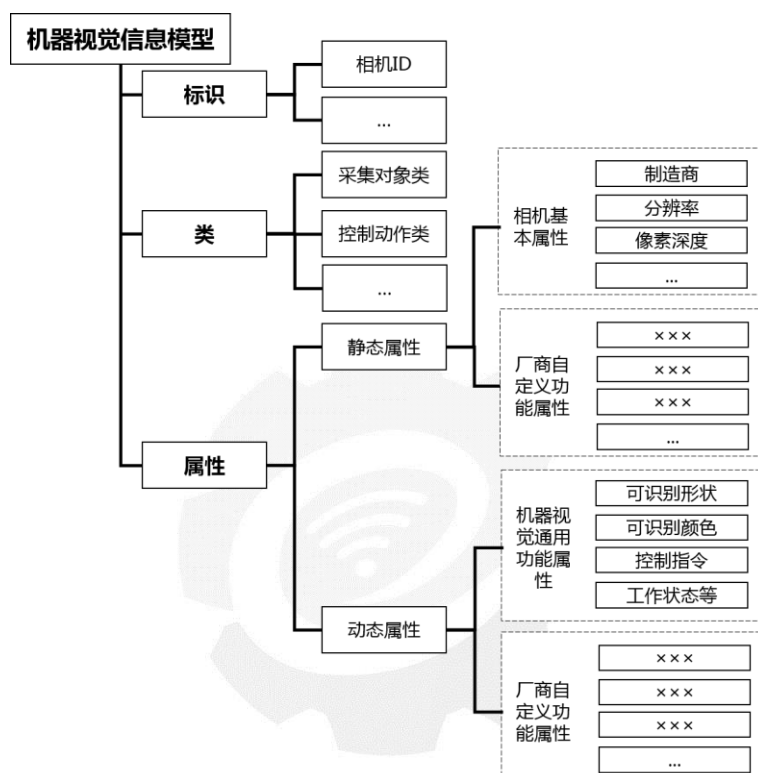 机器视觉信息模型
标识
相机ID
...
类
采集对象类
控制动作类
...
属性
静态属性
相机基
本属性
制造商
分辨率
像素深度
...
厂商自
定义功
能属性
×××
×××
×××
...
动态属性
机器视
觉通用
功能属
性
可识别形状
可识别颜色
控制指令
工作状态等
厂商自
定义功
能属性
×××
×××
×××
...